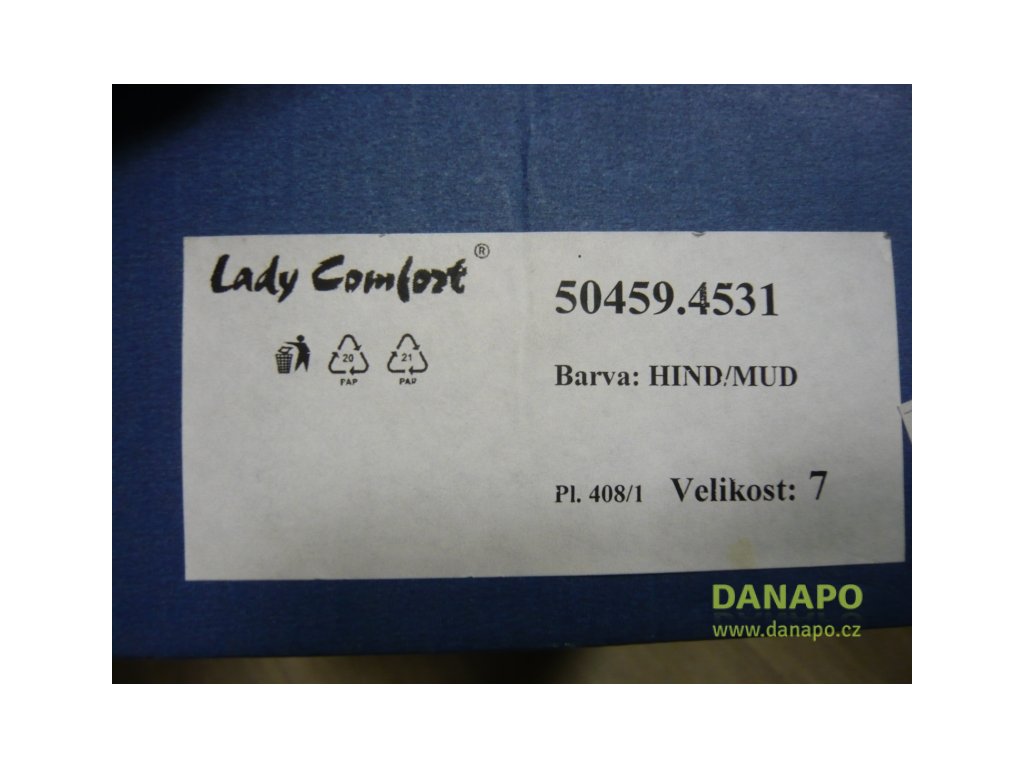 Lady Comfort®
50459.4531
20
PAP
21
PAP
Barva: HIND/MUD
Pl. 408/1 Velikost: 7
DANAPO
www.danapo.cz